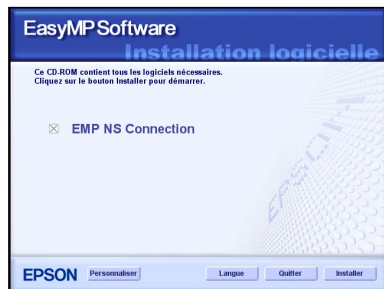 EasyMP Software
Installation logicielle
Ce CD-ROM contient tous les logiciels nécessaires.
Cliquez sur le bouton Installer pour démarrer.
EMP NS Connection
EPSON
EPSON
Personnaliser
Langue
Quitter
Installer